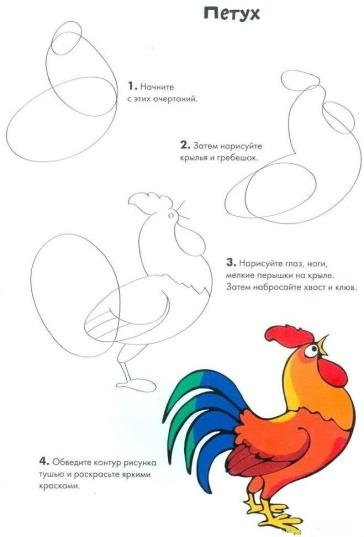 Петух
1. Начните
с этих очертаний.
2. Затем нарисуйте
крылья и гребешок.
3. Нарисуйте глаз, ноги,
мелкие перышки на крыле.
Затем набросайте хвост и клюв.
4. Обведите контур рисунка
тушью и раскрасьте яркими
красками.